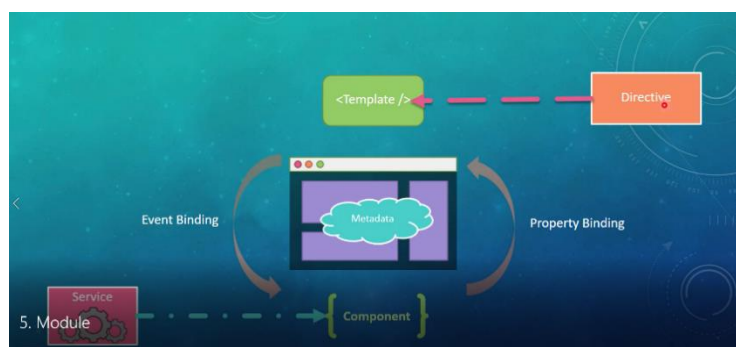 <Template />
Directive
Metadata
Event Binding
Property Binding
Service
5. Module
Component